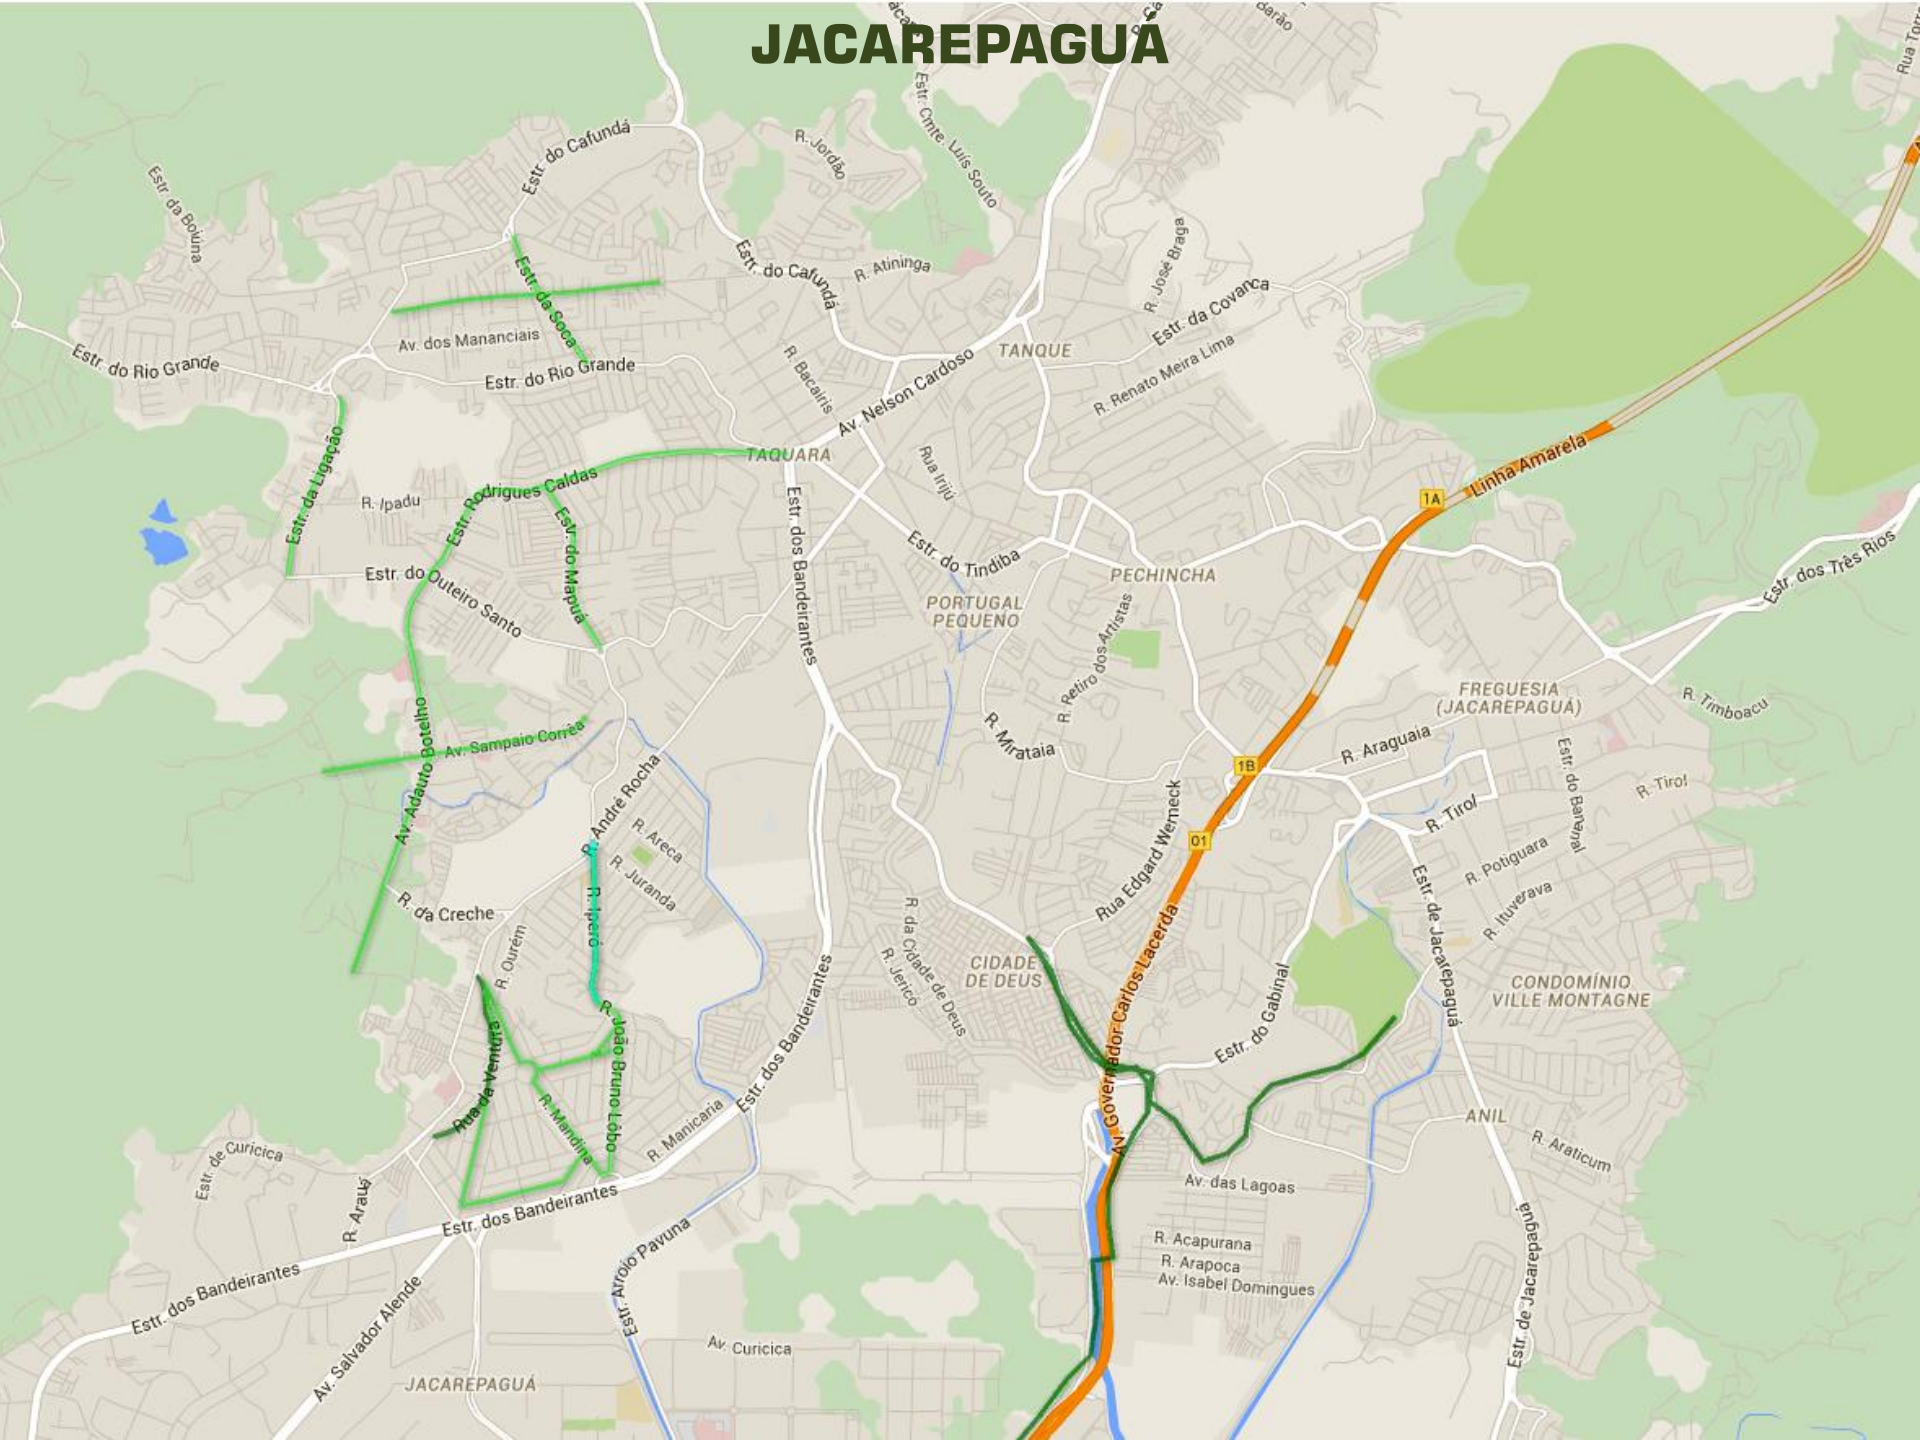 JACAREPAGUÁ
Barão
Estr. Cmte. Luís Souto
Estr. do Cafundá
R. Jordão
Estr. da Boiúna
R. José Braga
Estr. do Cafundá
R. Atininga
Estr. da Covanca
Estr. da Soca
Av. dos Mananciais
TANQUE
R. Renato Meira Lima
Estr. do Rio Grande
Estr. do Rio Grande
R. Bacairis
Av. Nelson Cardoso
Rua Irijú
TAQUARA
Linha Amarela
1A
Estr. da Ligação
R. Ipadu
Estr. Rodrigues Caldas
Estr. do Mapuá
Estr. dos Bandeirantes
Estr. do Tindiba
PECHINCHA
Estr. dos Três Rios
Estr. do Outeiro Santo
PORTUGAL
PEQUENO
R. Retiro dos Artistas
FREGUESIA
(JACAREPAGUÁ)
R. Timboacu
Av. Adauto Botelho
Av. Sampaio Corrêa
R. Mirataia
R. Araguaia
1B
Estr. do Bananal
R. Tirol
R. Tirol
R. André Rocha
R. Areca
R. Juranda
01
Rua Edgard Werneck
R. Potiguara
R. Ituverava
R. da Creche
R. Iperó
R. Ourém
R. da Cidade de Deus
R. Jericó
CIDADE
DE DEUS
Av. Governador Carlos Lacerda
Estr. de Jacarepaguá
CONDOMÍNIO
VILLE MONTAGNE
Estr. do Gabinal
Rua da Ventura
R. João Bruno Lobo
R. Mandina
Estr. dos Bandeirantes
R. Manicaria
ANIL
R. Araticum
Estr. de Curicica
R. Arauá
Av. das Lagoas
Estr. dos Bandeirantes
Estr. Arroio Pavuna
R. Acapurana
R. Arapoca
Av. Isabel Domingues
Estr. dos Bandeirantes
Av. Salvador Alende
Av. Curicica
Estr. de Jacarepaguá
JACAREPAGUÁ